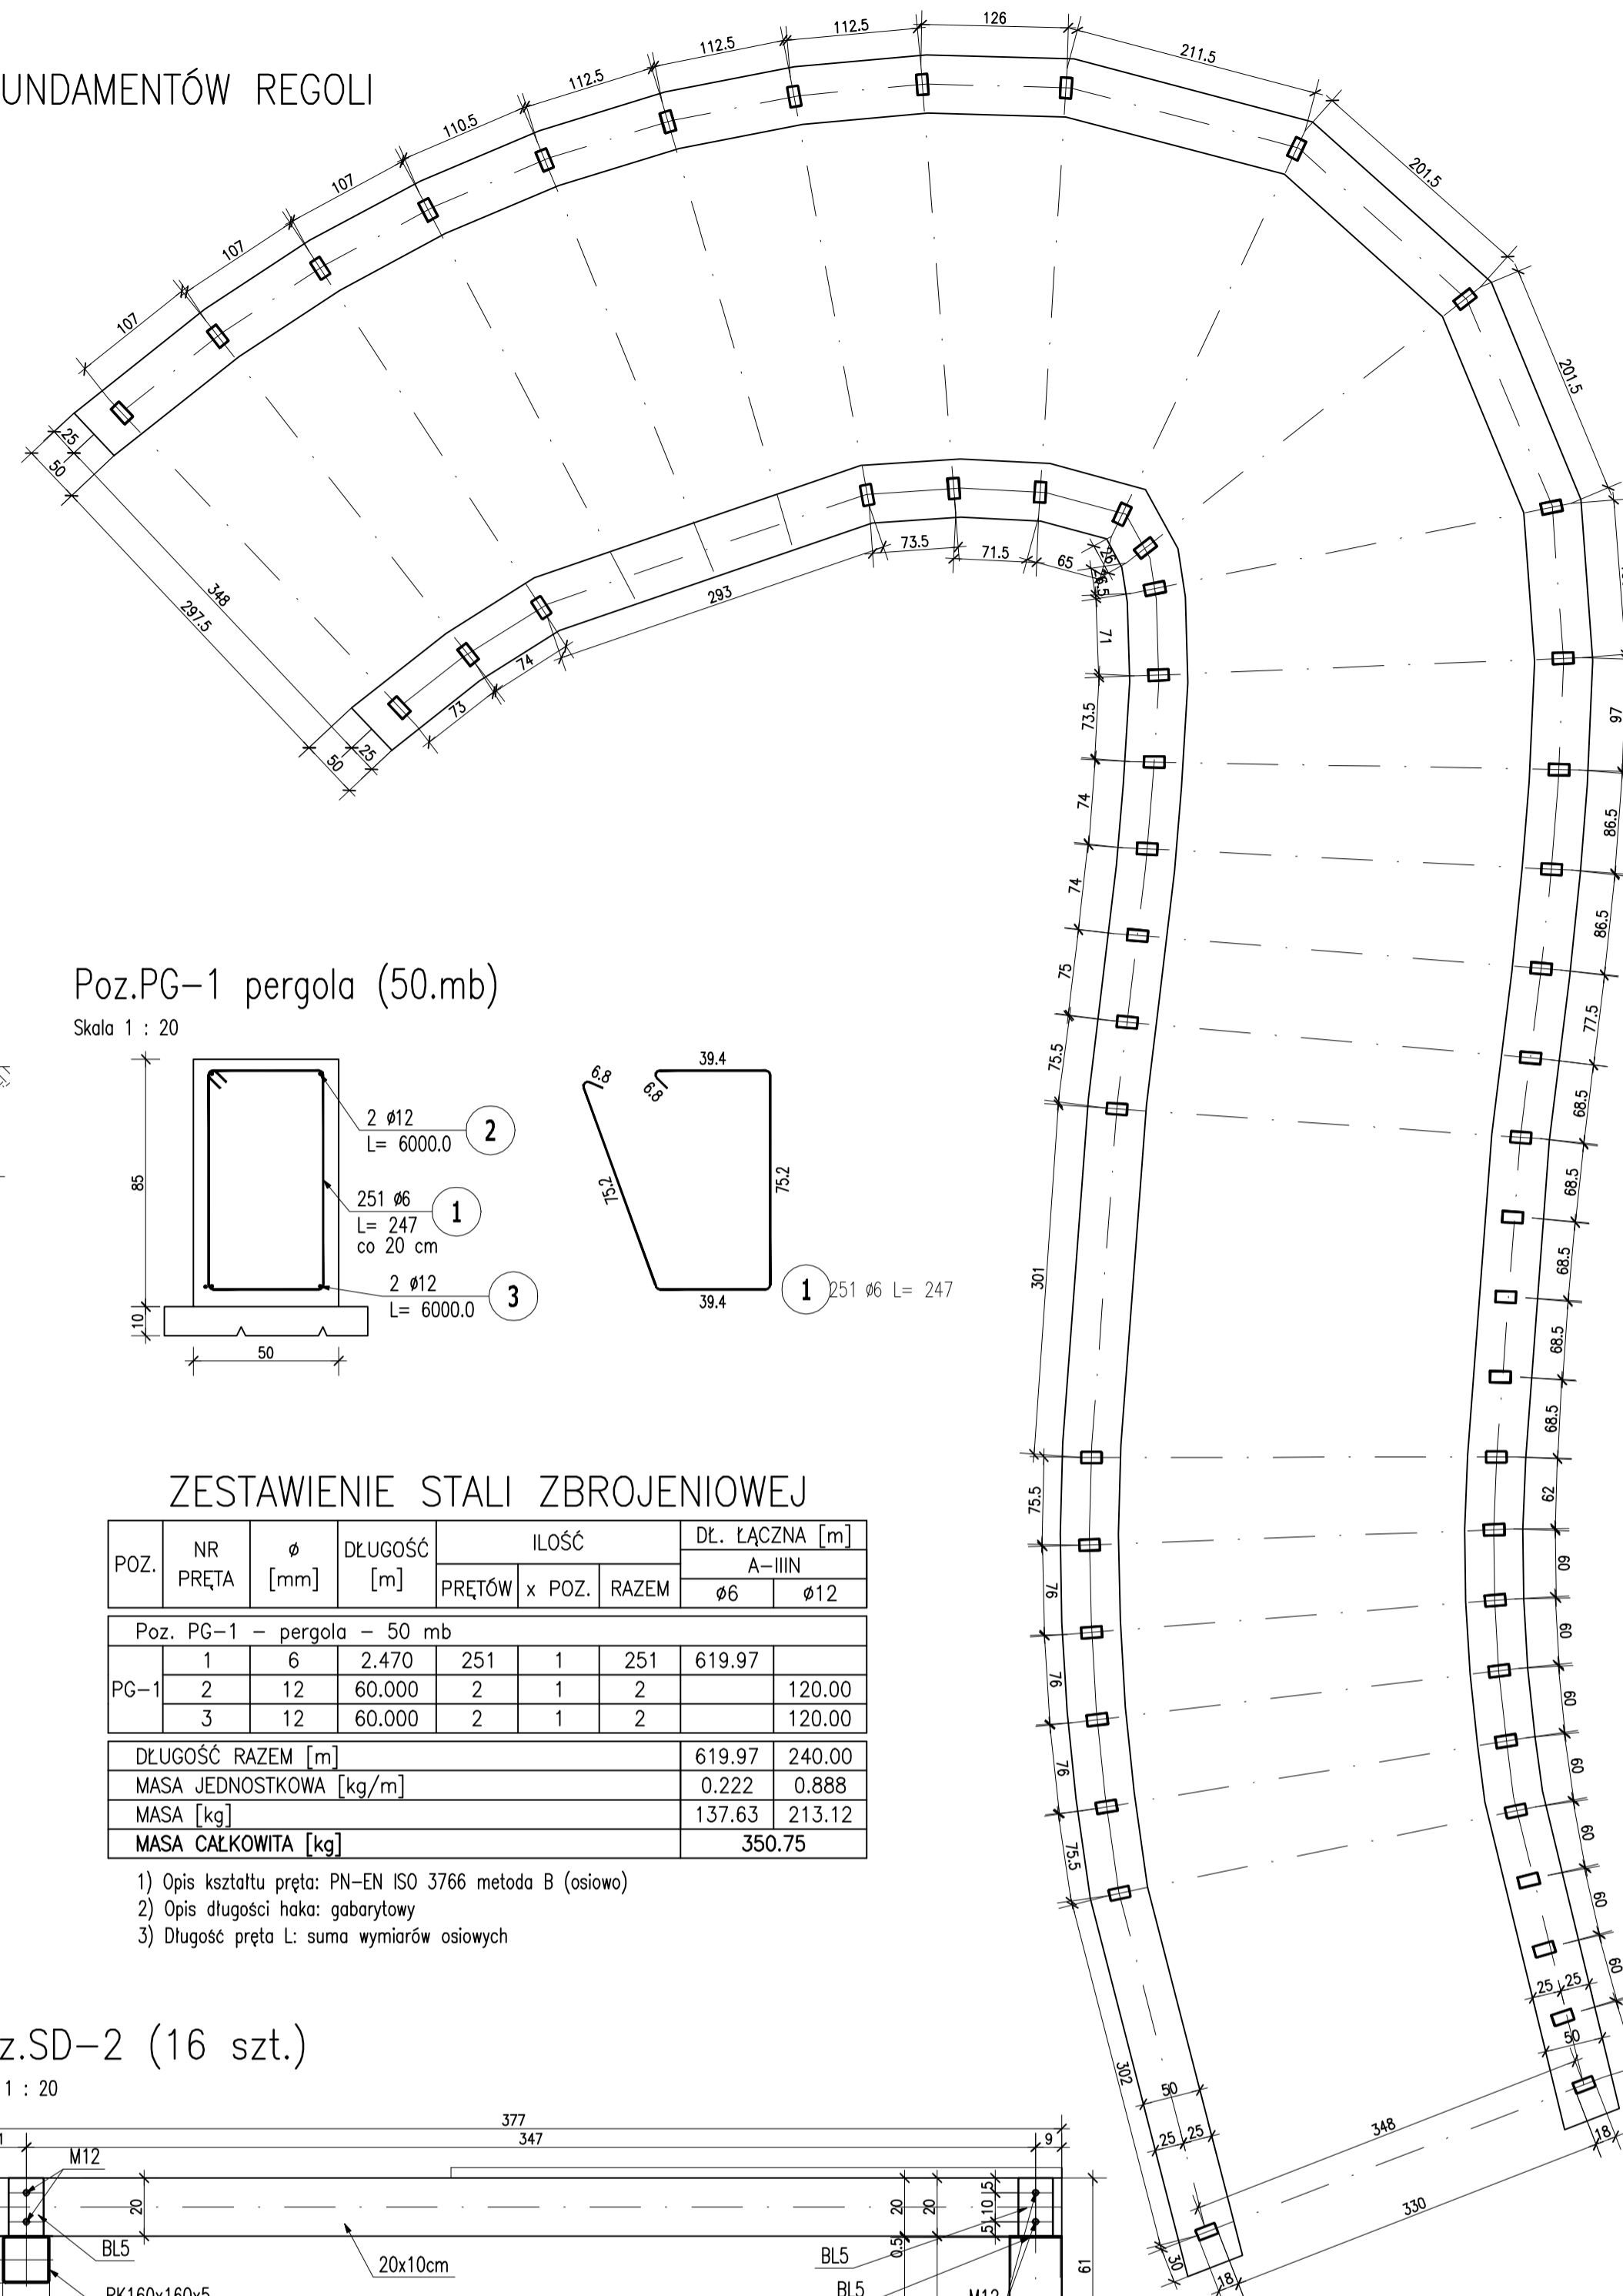 UNDAMENTÓW REGOLI
107
107
107
110.5
112.5
112.5
112.5
126
211.5
201.5
201.5
97
86.5
86.5
77.5
68.5
68.5
68.5
68.5
68.5
62
60
60
60
60
60
60
60
25
25
50
348
18
330
25
50
348
297.5
50
25
73
74
293
73.5
71.5
65
26
71
73.5
74
74
75
75.5
301
75.5
76
76
76
75.5
302
50
25
25
30
18
Poz.PG-1 pergola (50.mb)
Skala 1 : 20
85
10
50
2 ø12
L= 6000.0
2
251 ø6
L= 247
co 20 cm
1
2 ø12
L= 6000.0
3
6.8
6.8
39.4
75.2
75.2
39.4
1
251 ø6 L= 247
ZESTAWIENIE STALI ZBROJENIOWEJ
POZ. NR PRĘTA ø [mm] DŁUGOŚĆ [m] ILOŚĆ DŁ. ŁĄCZNA [m]
A-IIIN
PRĘTÓW x POZ. RAZEM ø6 ø12
Poz. PG-1 - pergola - 50 mb
PG-1
1 6 2.470 251 1 251 619.97
2 12 60.000 2 1 2 120.00
3 12 60.000 2 1 2 120.00
DŁUGOŚĆ RAZEM [m] 619.97 240.00
MASA JEDNOSTKOWA [kg/m] 0.222 0.888
MASA [kg] 137.63 213.12
MASA CAŁKOWITA [kg] 350.75
1) Opis kształtu pręta: PN-EN ISO 3766 metoda B (osiowo)
2) Opis długości haka: gabarytowy
3) Długość pręta L: suma wymiarów osiowych
z.SD-2 (16 szt.)
1 : 20
377
347
9
M12
20
BL5
20x10cm
20
20
0.5
5
10
5
BL5
BL5
M12
61
PK160x160x5